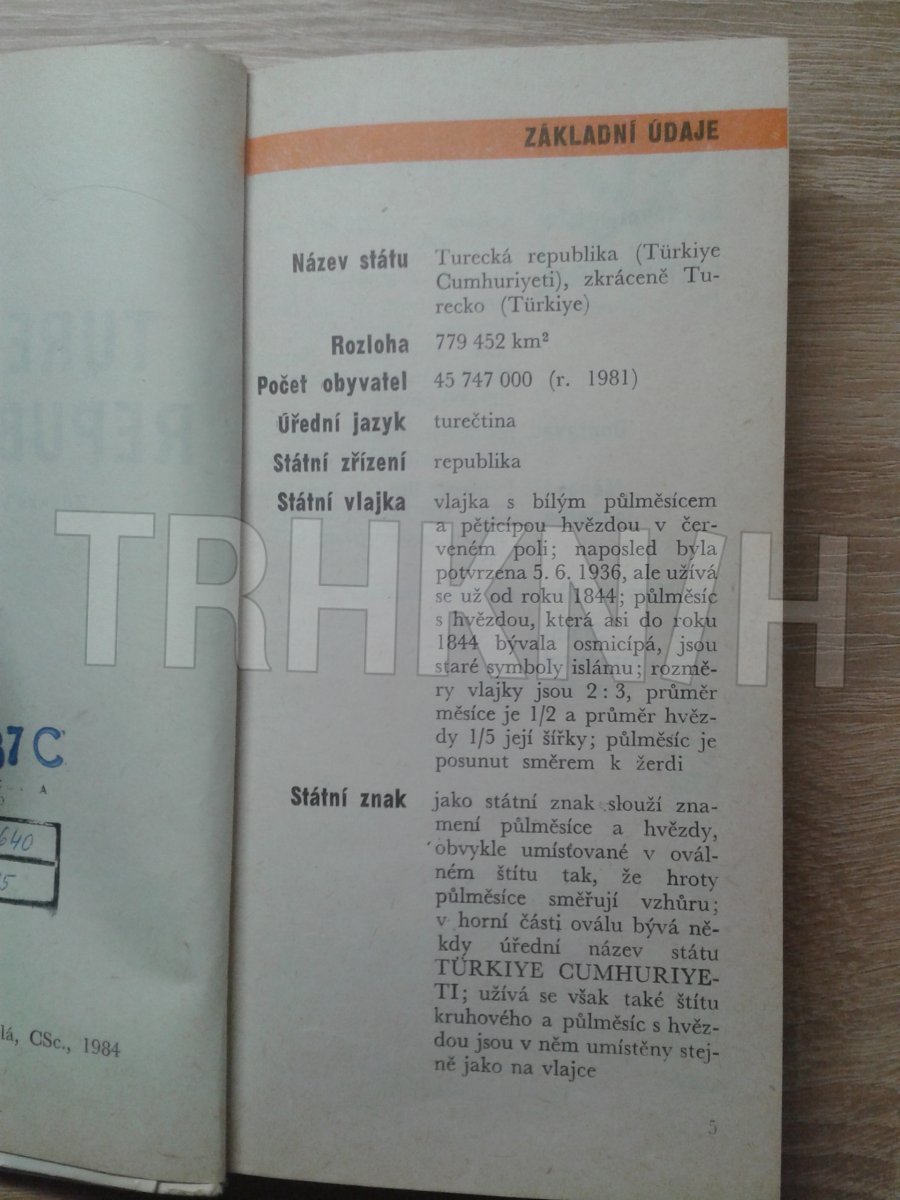 ZÁKLADNÍ ÚDAJE
Název státu Turecká republika (Türkiye
Cumhuriyeti), zkráceně Tu-
recko (Türkiye)
Rozloha 779 452 km²
Počet obyvatel 45 747 000 (r. 1981)
Úřední jazyk turečtina
Státní zřízení republika
Státní vlajka vlajka s bílým půlměsícem
a pěticípou hvězdou v čer-
veném poli; naposled byla
potvrzena 5. 6. 1936, ale užívá
se už od roku 1844; půlměsíc
s hvězdou, která asi do roku
1844 bývala osmicípá, jsou
staré symboly islámu; rozmě-
ry vlajky jsou 2 : 3, průměr
měsíce je 1/2 a průměr hvěz-
dy 1/5 její šířky; půlměsíc je
posunut směrem k žerdi
Státní znak jako státní znak slouží zna-
mení půlměsíce a hvězdy,
obvykle umísťované v ovál-
ném štítu tak, že hroty
půlměsíce směřují vzhůru;
v horní části oválu bývá ně-
kdy úřední název státu
TÜRKIYE CUMHURIYE-
TI; užívá se však také štítu
kruhového a půlměsíc s hvěz-
dou jsou v něm umístěny stej-
ně jako na vlajce
5
TRHKNIH
37 C
A
640
5
lá, CSc., 1984